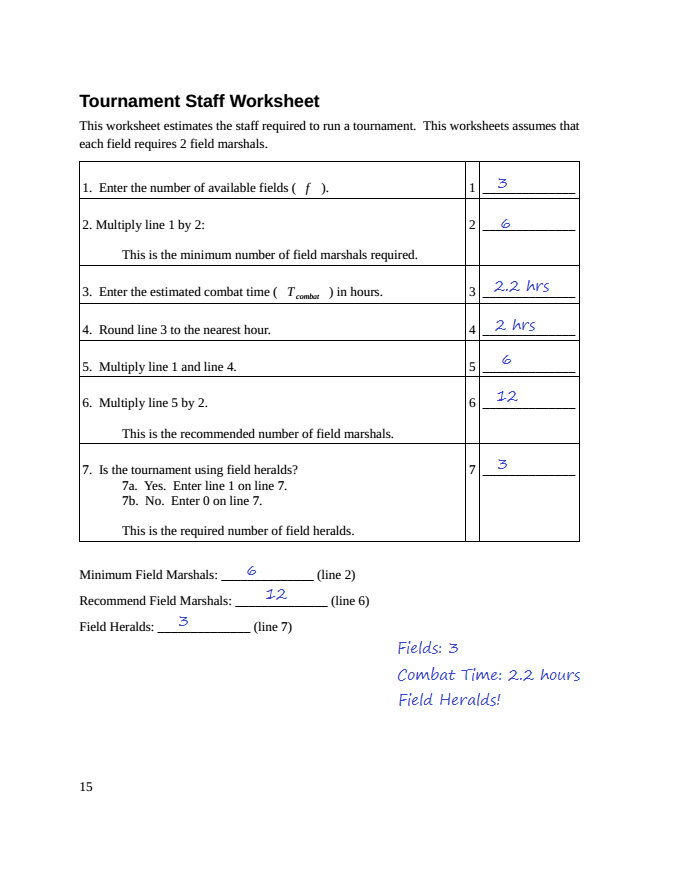 Tournament Staff Worksheet
This worksheet estimates the staff required to run a tournament.  This worksheets assumes that
each field requires 2 field marshals.
1.  Enter the number of available fields (  f  ).  1  3
2. Multiply line 1 by 2:  2  6
This is the minimum number of field marshals required.
3.  Enter the estimated combat time (  T combat  ) in hours.  3  2.2 hrs
4.  Round line 3 to the nearest hour.  4  2 hrs
5.  Multiply line 1 and line 4.  5  6
6.  Multiply line 5 by 2.  6  12
This is the recommended number of field marshals.
7.  Is the tournament using field heralds?  7  3
7a.  Yes.  Enter line 1 on line 7.
7b.  No.  Enter 0 on line 7.
This is the required number of field heralds.
Minimum Field Marshals: 6 (line 2)
Recommend Field Marshals: 12 (line 6)
Field Heralds: 3 (line 7)
Fields: 3
Combat Time: 2.2 hours
Field Heralds!
15